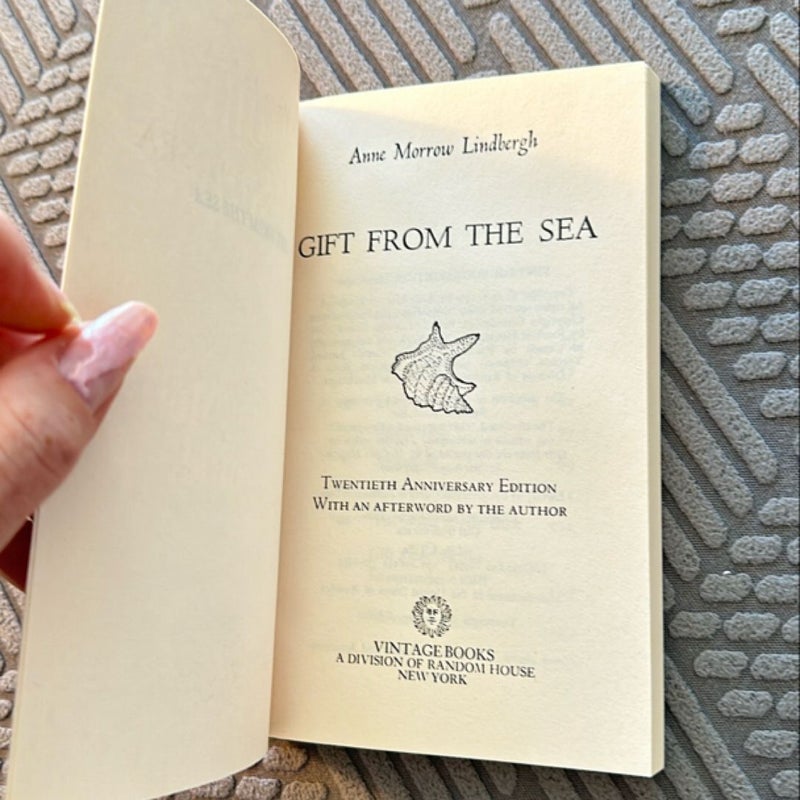 Anne Morrow Lindbergh
GIFT FROM THE SEA
TWENTIETH ANNIVERSARY EDITION
WITH AN AFTERWORD BY THE AUTHOR
VINTAGE BOOKS
A DIVISION OF RANDOM HOUSE
NEW YORK